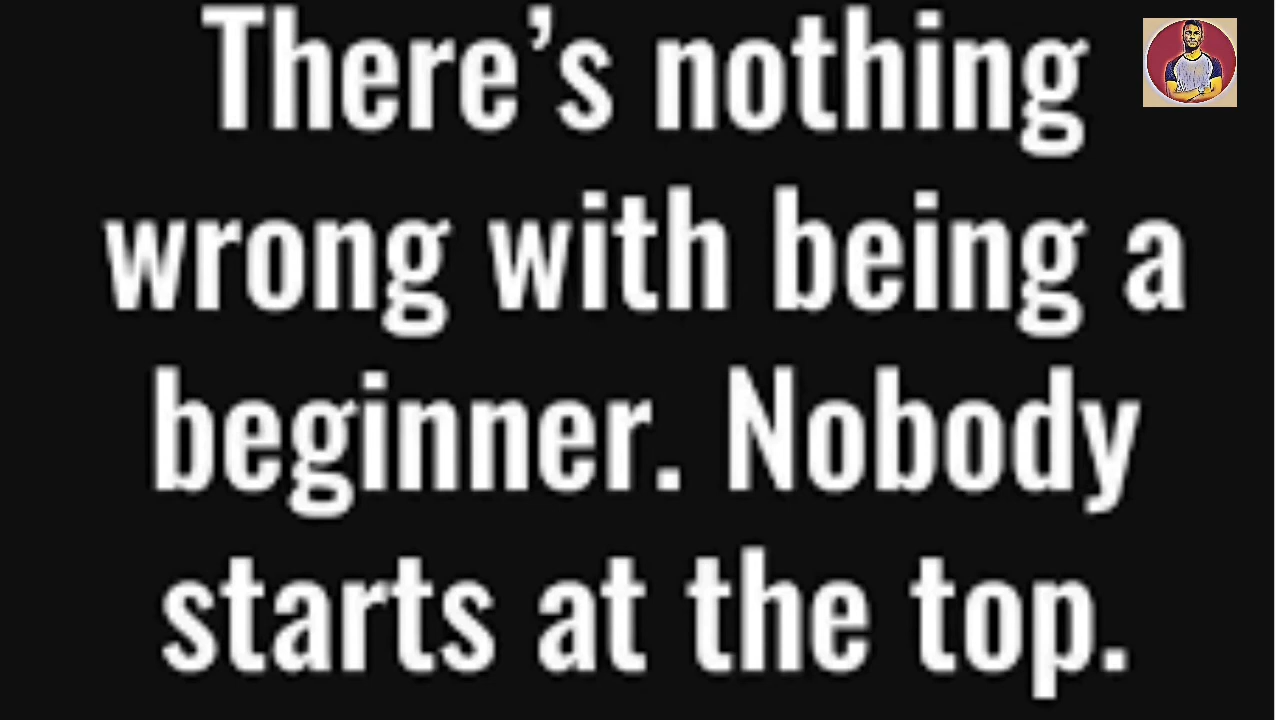 There’s nothing
wrong with being a
beginner. Nobody
starts at the top.